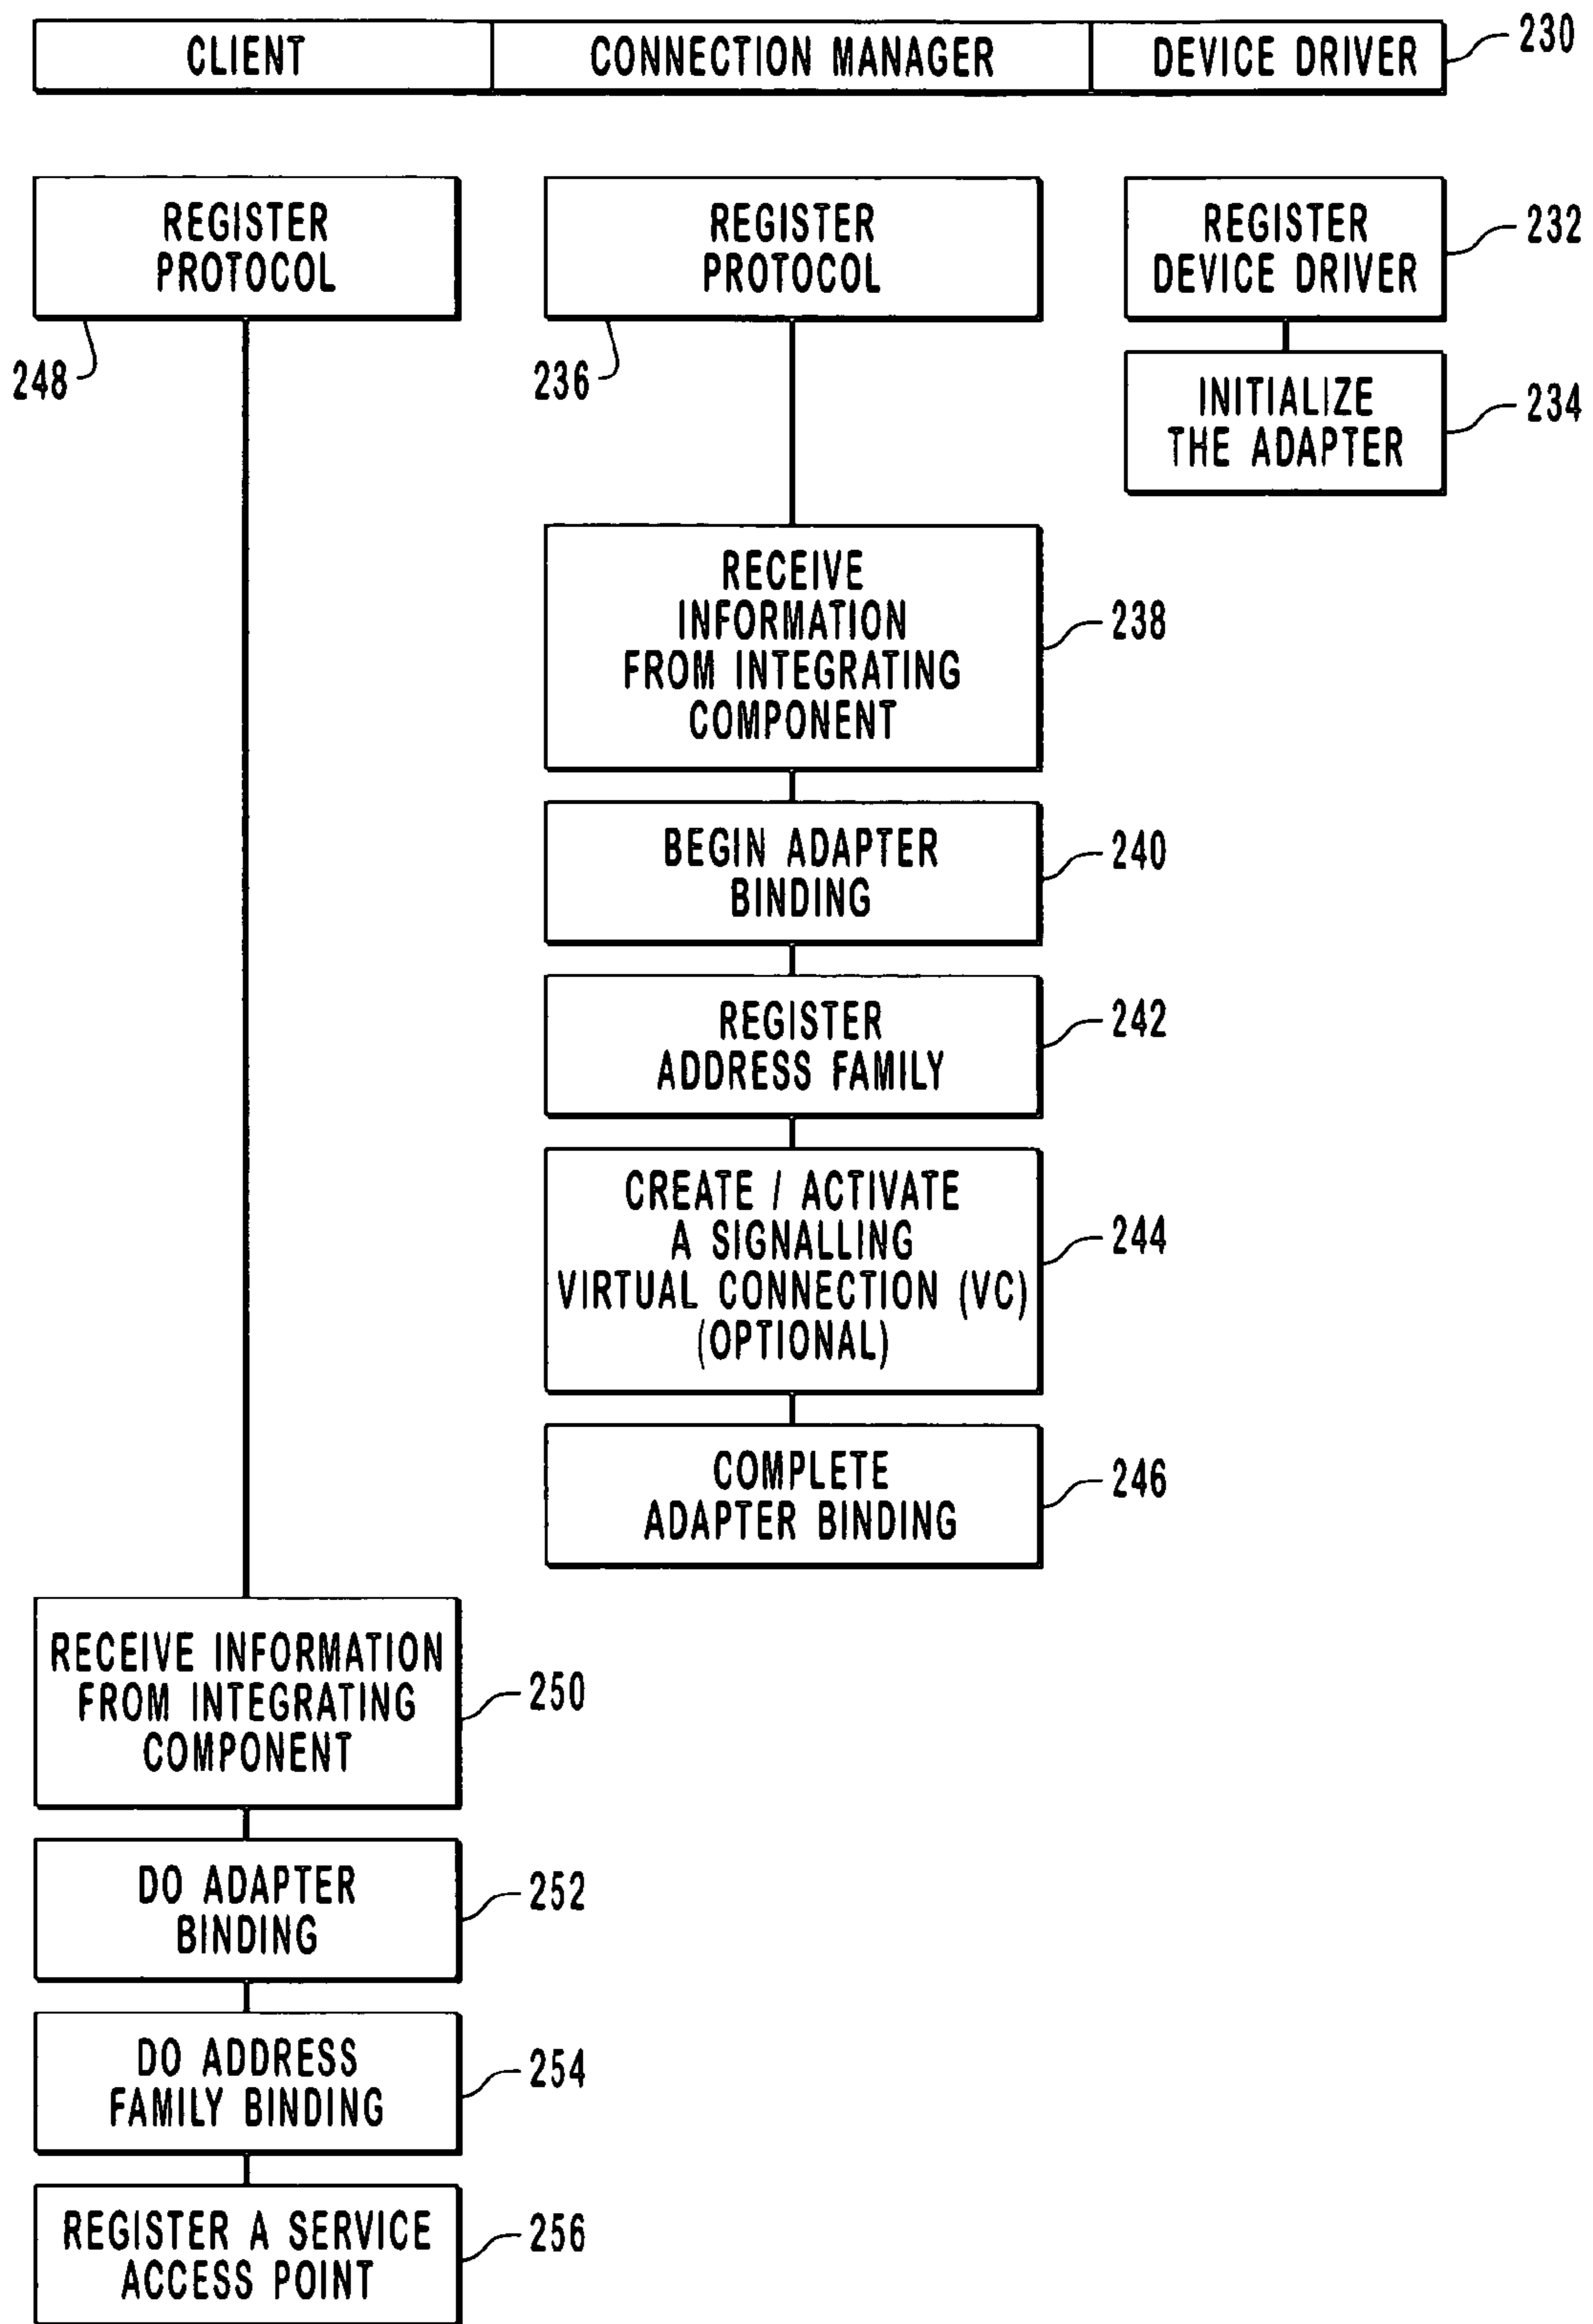 CLIENT
CONNECTION MANAGER
DEVICE DRIVER
230
REGISTER
PROTOCOL
248
REGISTER
PROTOCOL
236
REGISTER
DEVICE DRIVER
232
INITIALIZE
THE ADAPTER
234
RECEIVE
INFORMATION
FROM INTEGRATING
COMPONENT
238
BEGIN ADAPTER
BINDING
240
REGISTER
ADDRESS FAMILY
242
CREATE / ACTIVATE
A SIGNALLING
VIRTUAL CONNECTION (VC)
(OPTIONAL)
244
COMPLETE
ADAPTER BINDING
246
RECEIVE INFORMATION
FROM INTEGRATING
COMPONENT
250
DO ADAPTER
BINDING
252
DO ADDRESS
FAMILY BINDING
254
REGISTER A SERVICE
ACCESS POINT
256